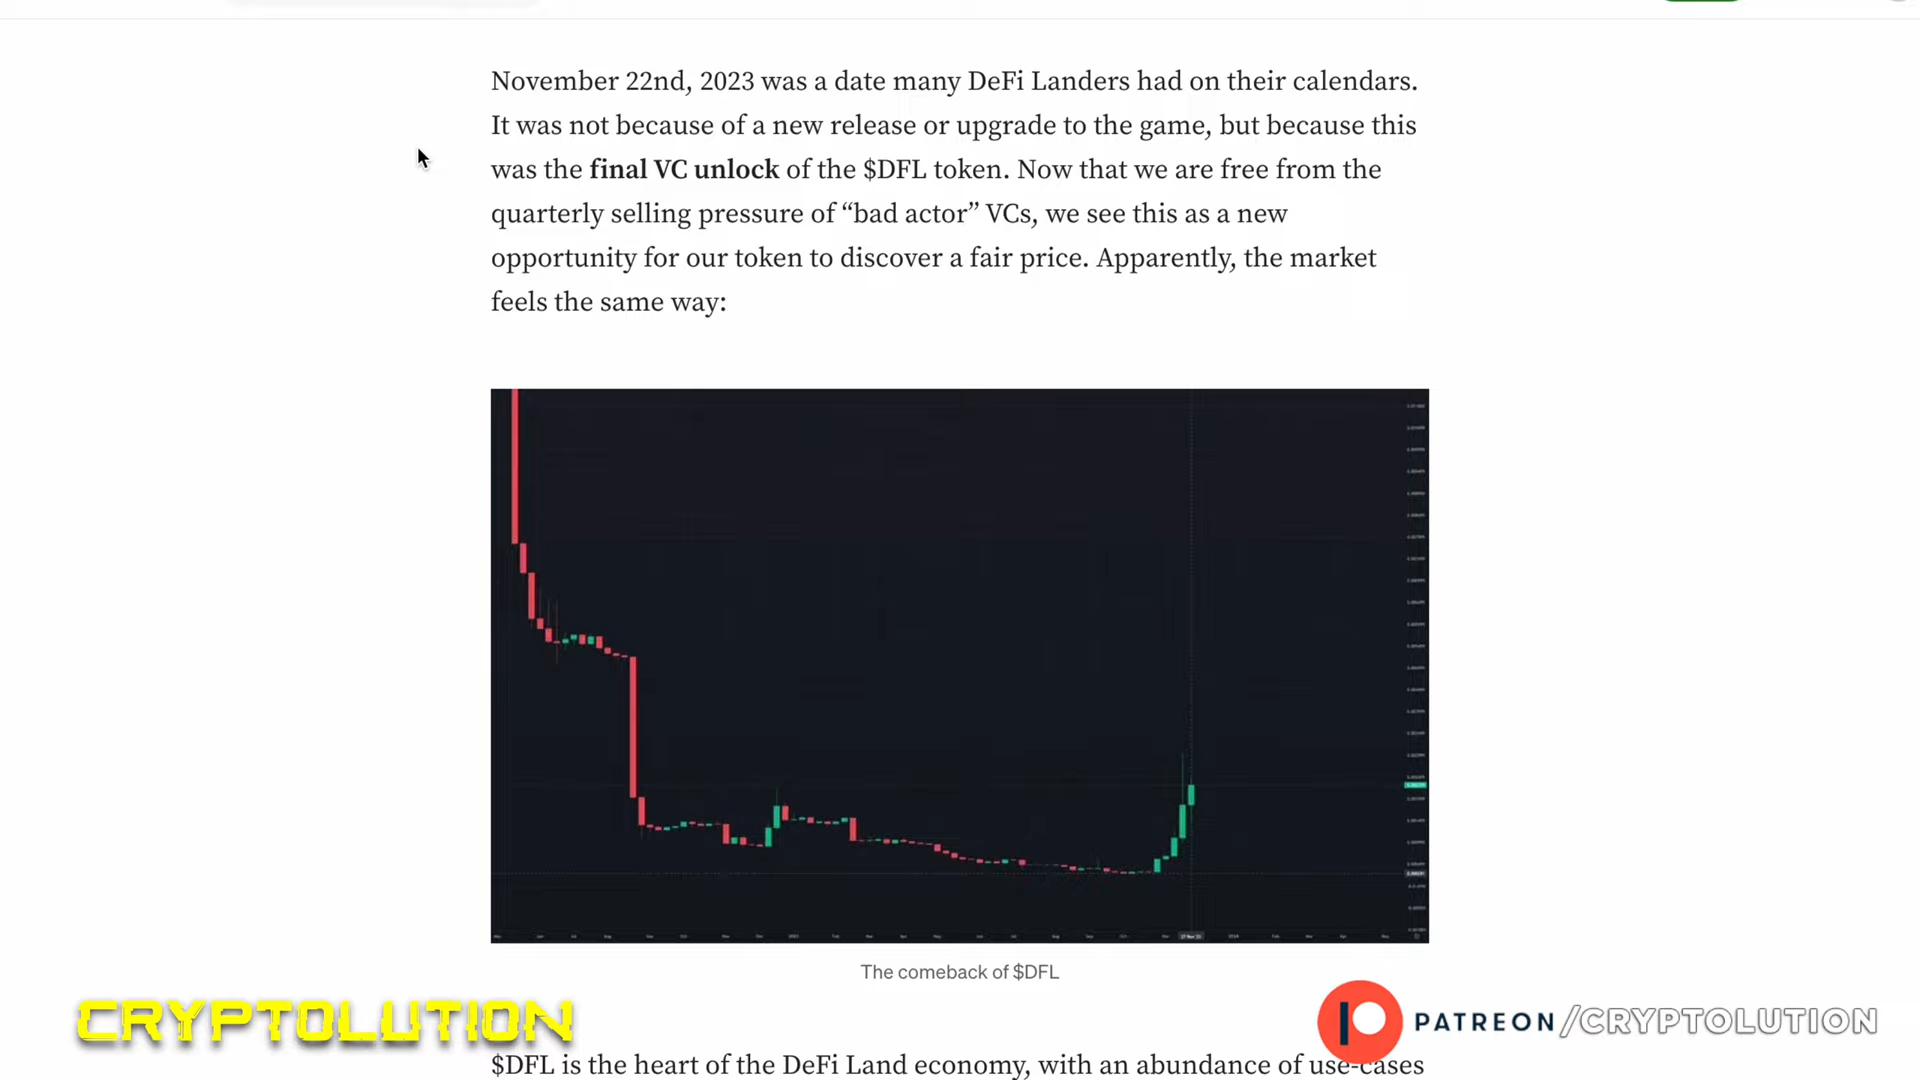 November 22nd, 2023 was a date many DeFi Landers had on their calendars.
It was not because of a new release or upgrade to the game, but because this
was the final VC unlock of the $DFL token. Now that we are free from the
quarterly selling pressure of “bad actor” VCs, we see this as a new
opportunity for our token to discover a fair price. Apparently, the market
feels the same way:
The comeback of $DFL
CRYPTOLUTION
PATREON/CRYPTOLUTION
$DFL is the heart of the DeFi Land economy, with an abundance of use-cases